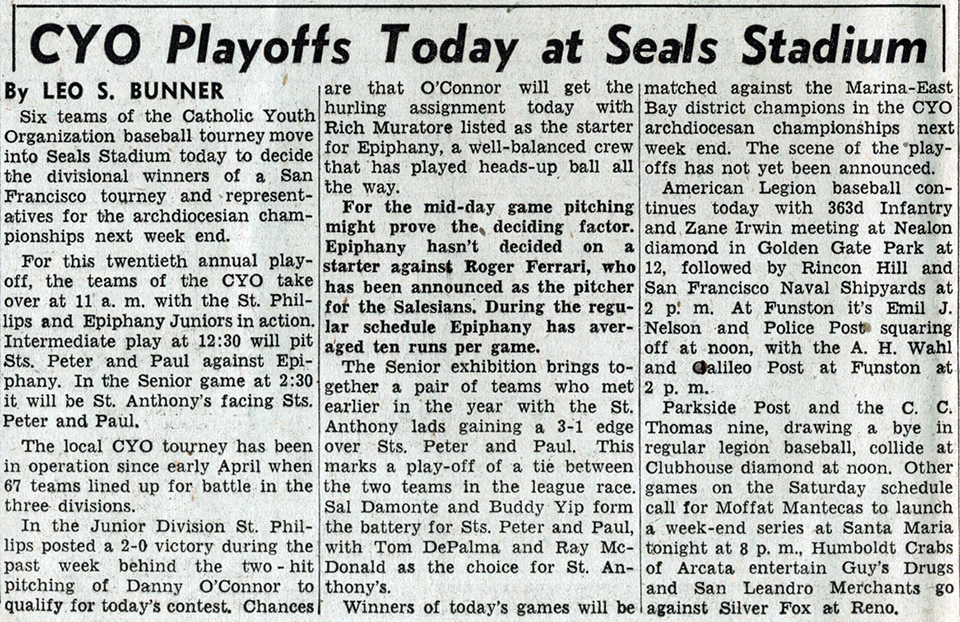 CYO Playoffs Today at Seals Stadium
By LEO S. BUNNER
Six teams of the Catholic Youth
Organization baseball tourney move
into Seals Stadium today to decide
the divisional winners of a San
Francisco tourney and represent-
atives for the archdiocesian cham-
pionships next week end.
For this twentieth annual play-
off, the teams of the CYO take
over at 11 a. m. with the St. Phil-
lips and Epiphany Juniors in action.
Intermediate play at 12:30 will pit
Sts. Peter and Paul against Epi-
phany. In the Senior game at 2:30
it will be St. Anthony's facing Sts.
Peter and Paul.
The local CYO tourney has been
in operation since early April when
67 teams lined up for battle in the
three divisions.
In the Junior Division St. Phil-
lips posted a 2-0 victory during the
past week behind the two-hit
pitching of Danny O'Connor to
qualify for today's contest. Chances
are that O'Connor will get the
hurling assignment today with
Rich Muratore listed as the starter
for Epiphany, a well-balanced crew
that has played heads-up ball all
the way.
For the mid-day game pitching
might prove the deciding factor.
Epiphany hasn't decided on a
starter against Roger Ferrari, who
has been announced as the pitcher
for the Salesians. During the regu-
lar schedule Epiphany has aver-
aged ten runs per game.
The Senior exhibition brings to-
gether a pair of teams who met
earlier in the year with the St.
Anthony lads gaining a 3-1 edge
over Sts. Peter and Paul. This
marks a play-off of a tie between
the two teams in the league race.
Sal Damonte and Buddy Yip form
the battery for Sts. Peter and Paul,
with Tom DePalma and Ray Mc-
Donald as the choice for St. An-
thony's.
Winners of today's games will be
matched against the Marina-East
Bay district champions in the CYO
archdiocesan championships next
week end. The scene of the play-
offs has not yet been announced.
American Legion baseball con-
tinues today with 363d Infantry
and Zane Irwin meeting at Nealon
diamond in Golden Gate Park at
12, followed by Rincon Hill and
San Francisco Naval Shipyards at
2 p. m. At Funston it's Emil J.
Nelson and Police Post squaring
off at noon, with the A. H. Wahl
and Galileo Post at Funston at
2 p. m.
Parkside Post and the C. C.
Thomas nine, drawing a bye in
regular legion baseball, collide at
Clubhouse diamond at noon. Other
games on the Saturday schedule
call for Moffat Mantecas to launch
a week-end series at Santa Maria
tonight at 8 p. m., Humboldt Crabs
of Arcata entertain Guy's Drugs
and San Leandro Merchants go
against Silver Fox at Reno.